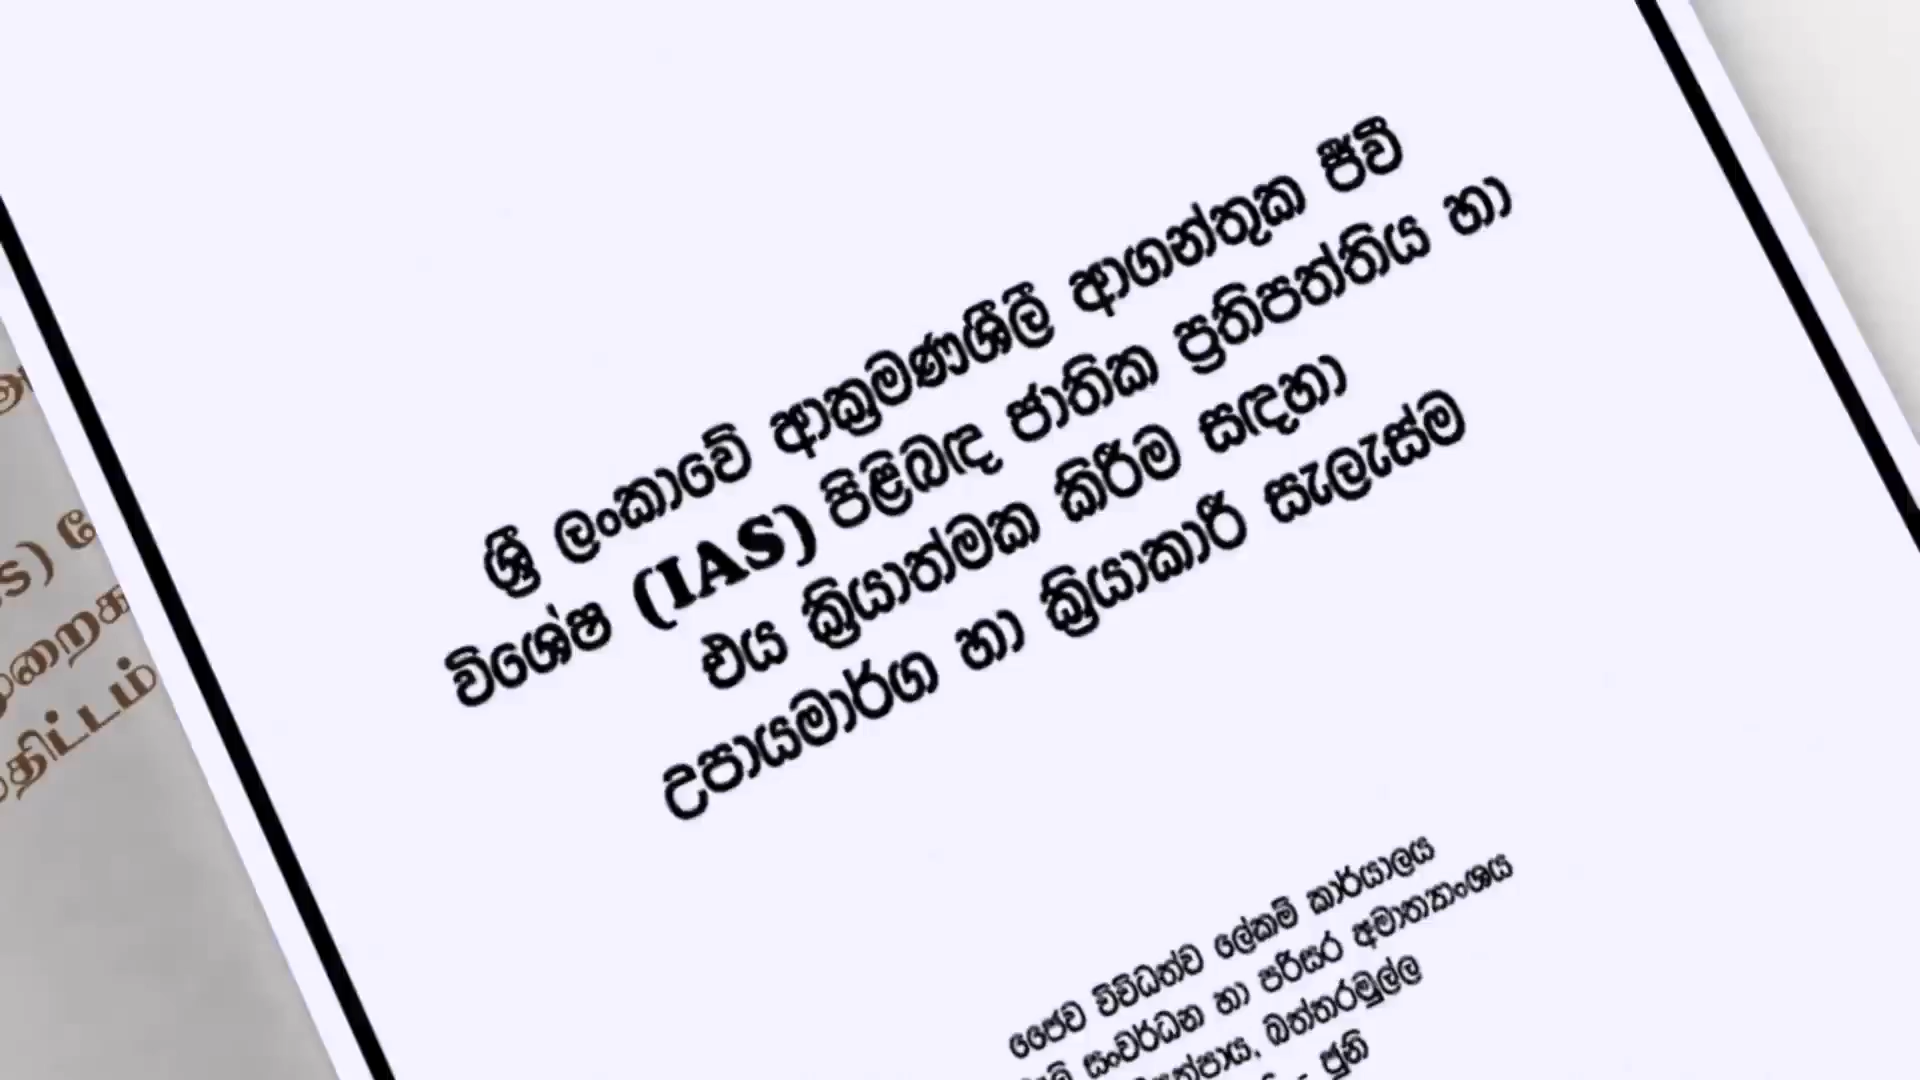 ශ්‍රී ලංකාවේ ආක්‍රමණශීලී ආගන්තුක ජීවී
විශේෂ (IAS) පිළිබඳ ජාතික ප්‍රතිපත්තිය හා
එය ක්‍රියාත්මක කිරීම සඳහා
උපායමාර්ග හා ක්‍රියාකාරී සැලැස්ම
ජෛව විවිධත්ව ලේකම් කාර්යාලය
සංවර්ධන හා පරිසර අමාත්‍යාංශය
බත්තරමුල්ල
ජුනි